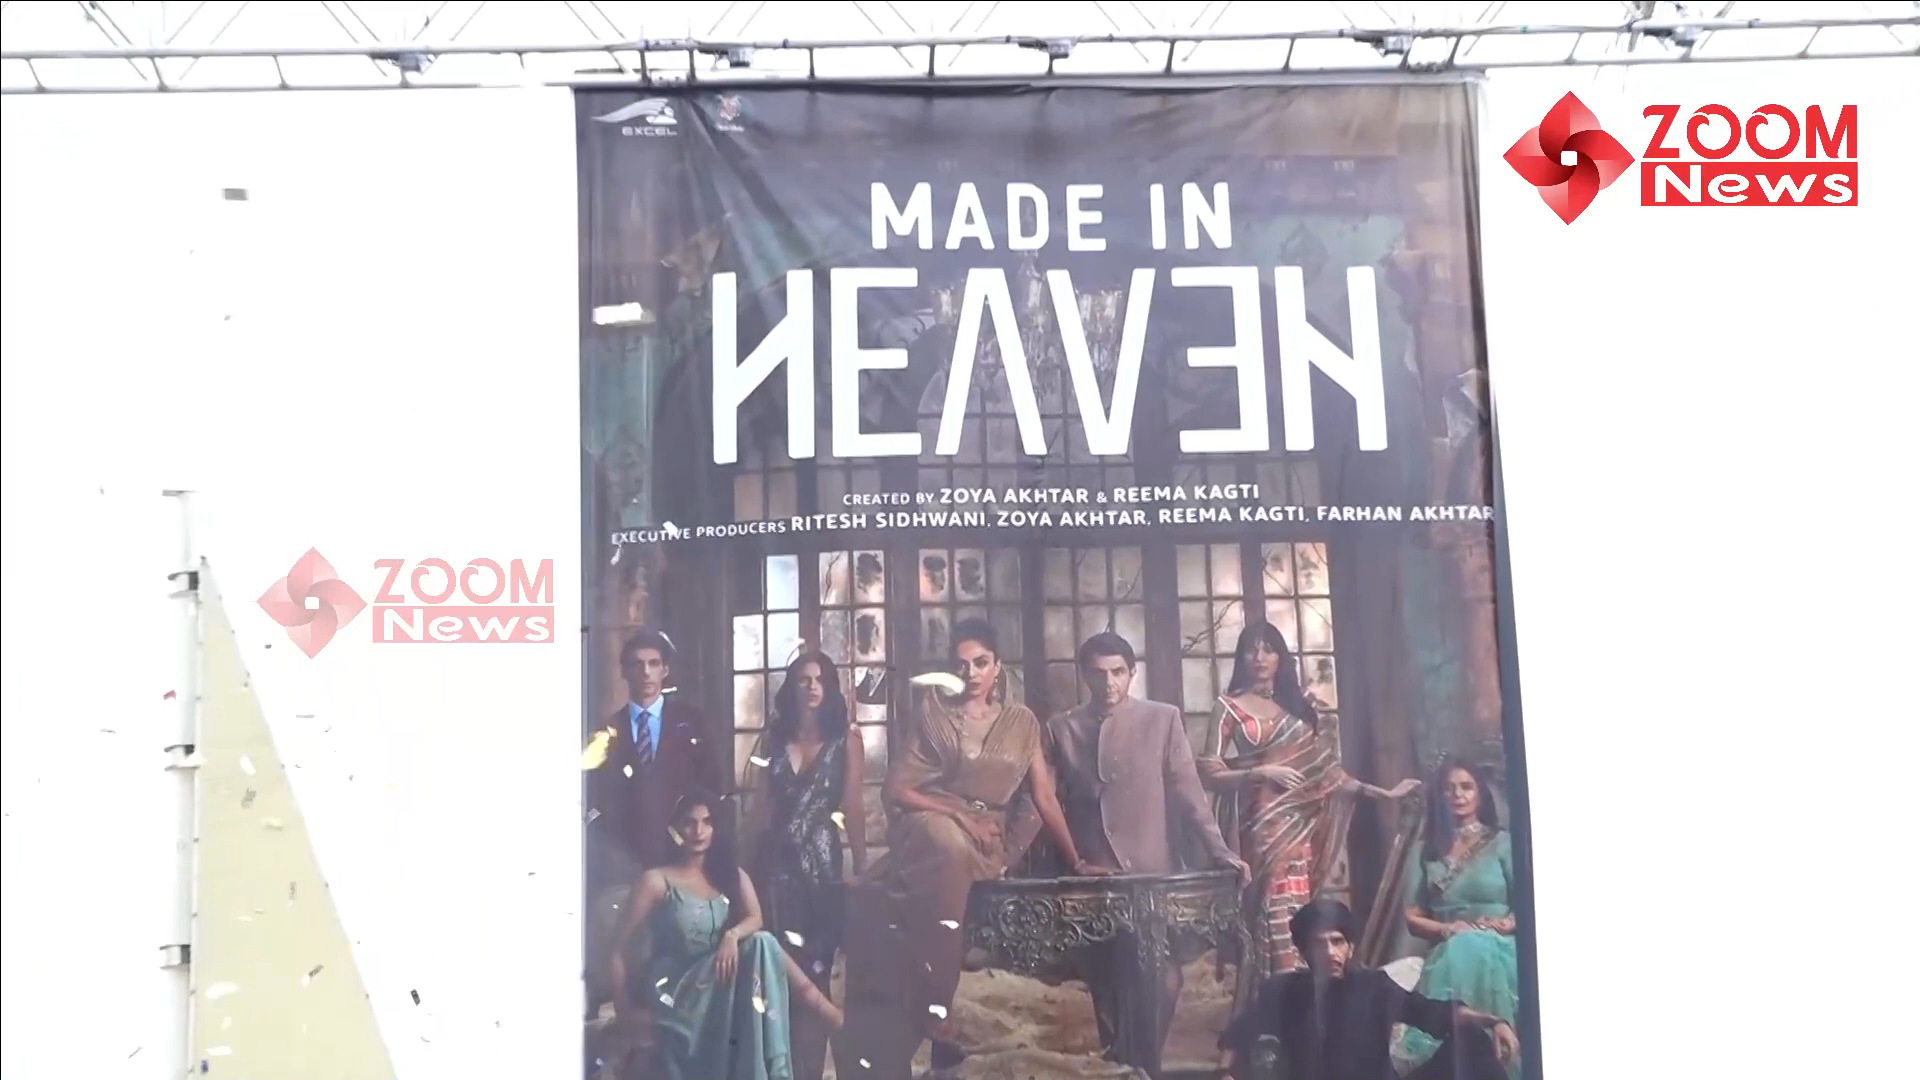 EXCEL
ZOOM
News
MADE IN
HEAVEN
CREATED BY ZOYA AKHTAR & REEMA KAGTI
EXECUTIVE PRODUCERS RITESH SIDHWANI, ZOYA AKHTAR, REEMA KAGTI, FARHAN AKHTAR
ZOOM
News